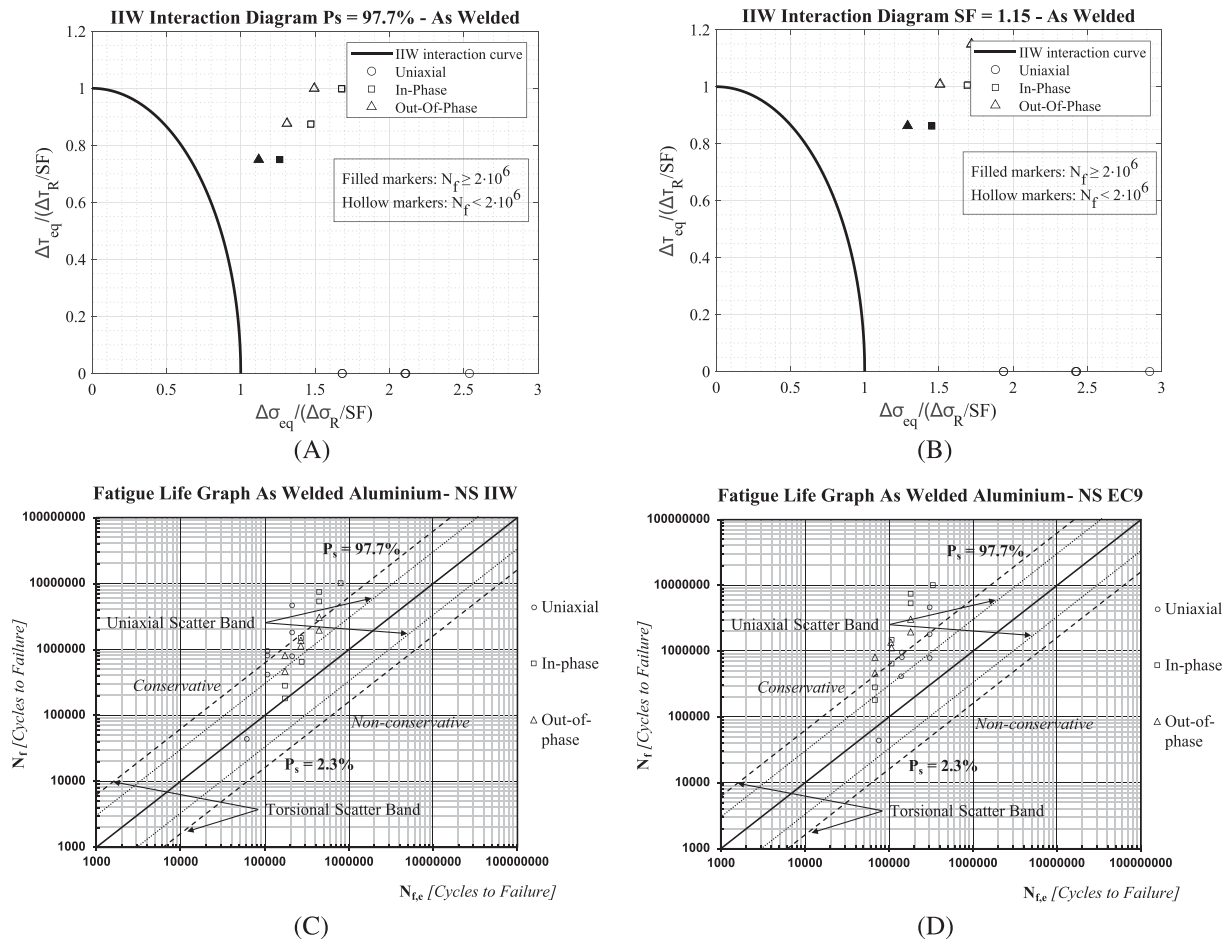 IIW Interaction Diagram Ps = 97.7% - As Welded
1.2
1
0.8
0.6
0.4
0.2
0
0 0.5 1 1.5 2 2.5 3
Δτeq/(ΔτR/SF)
Δσeq/(ΔσR/SF)
IIW interaction curve
Uniaxial
In-Phase
Out-Of-Phase
Filled markers: Nf ≥ 2·10^6
Hollow markers: Nf < 2·10^6
(A)
IIW Interaction Diagram SF = 1.15 - As Welded
1.2
1
0.8
0.6
0.4
0.2
0
0 0.5 1 1.5 2 2.5 3
Δτeq/(ΔτR/SF)
Δσeq/(ΔσR/SF)
IIW interaction curve
Uniaxial
In-Phase
Out-Of-Phase
Filled markers: Nf ≥ 2·10^6
Hollow markers: Nf < 2·10^6
(B)
Fatigue Life Graph As Welded Aluminium- NS IIW
100000000
10000000
1000000
100000
10000
1000
1000 10000 100000 1000000 10000000 100000000
Nf [Cycles to Failure]
Nf,e [Cycles to Failure]
Ps = 97.7%
Uniaxial Scatter Band
Conservative
Non-conservative
Ps = 2.3%
Torsional Scatter Band
Uniaxial
In-phase
Out-of-
phase
(C)
Fatigue Life Graph As Welded Aluminium- NS EC9
100000000
10000000
1000000
100000
10000
1000
1000 10000 100000 1000000 10000000 100000000
Nf [Cycles to Failure]
Nf,e [Cycles to Failure]
Ps = 97.7%
Uniaxial Scatter Band
Conservative
Non-conservative
Ps = 2.3%
Torsional Scatter Band
Uniaxial
In-phase
Out-of-
phase
(D)